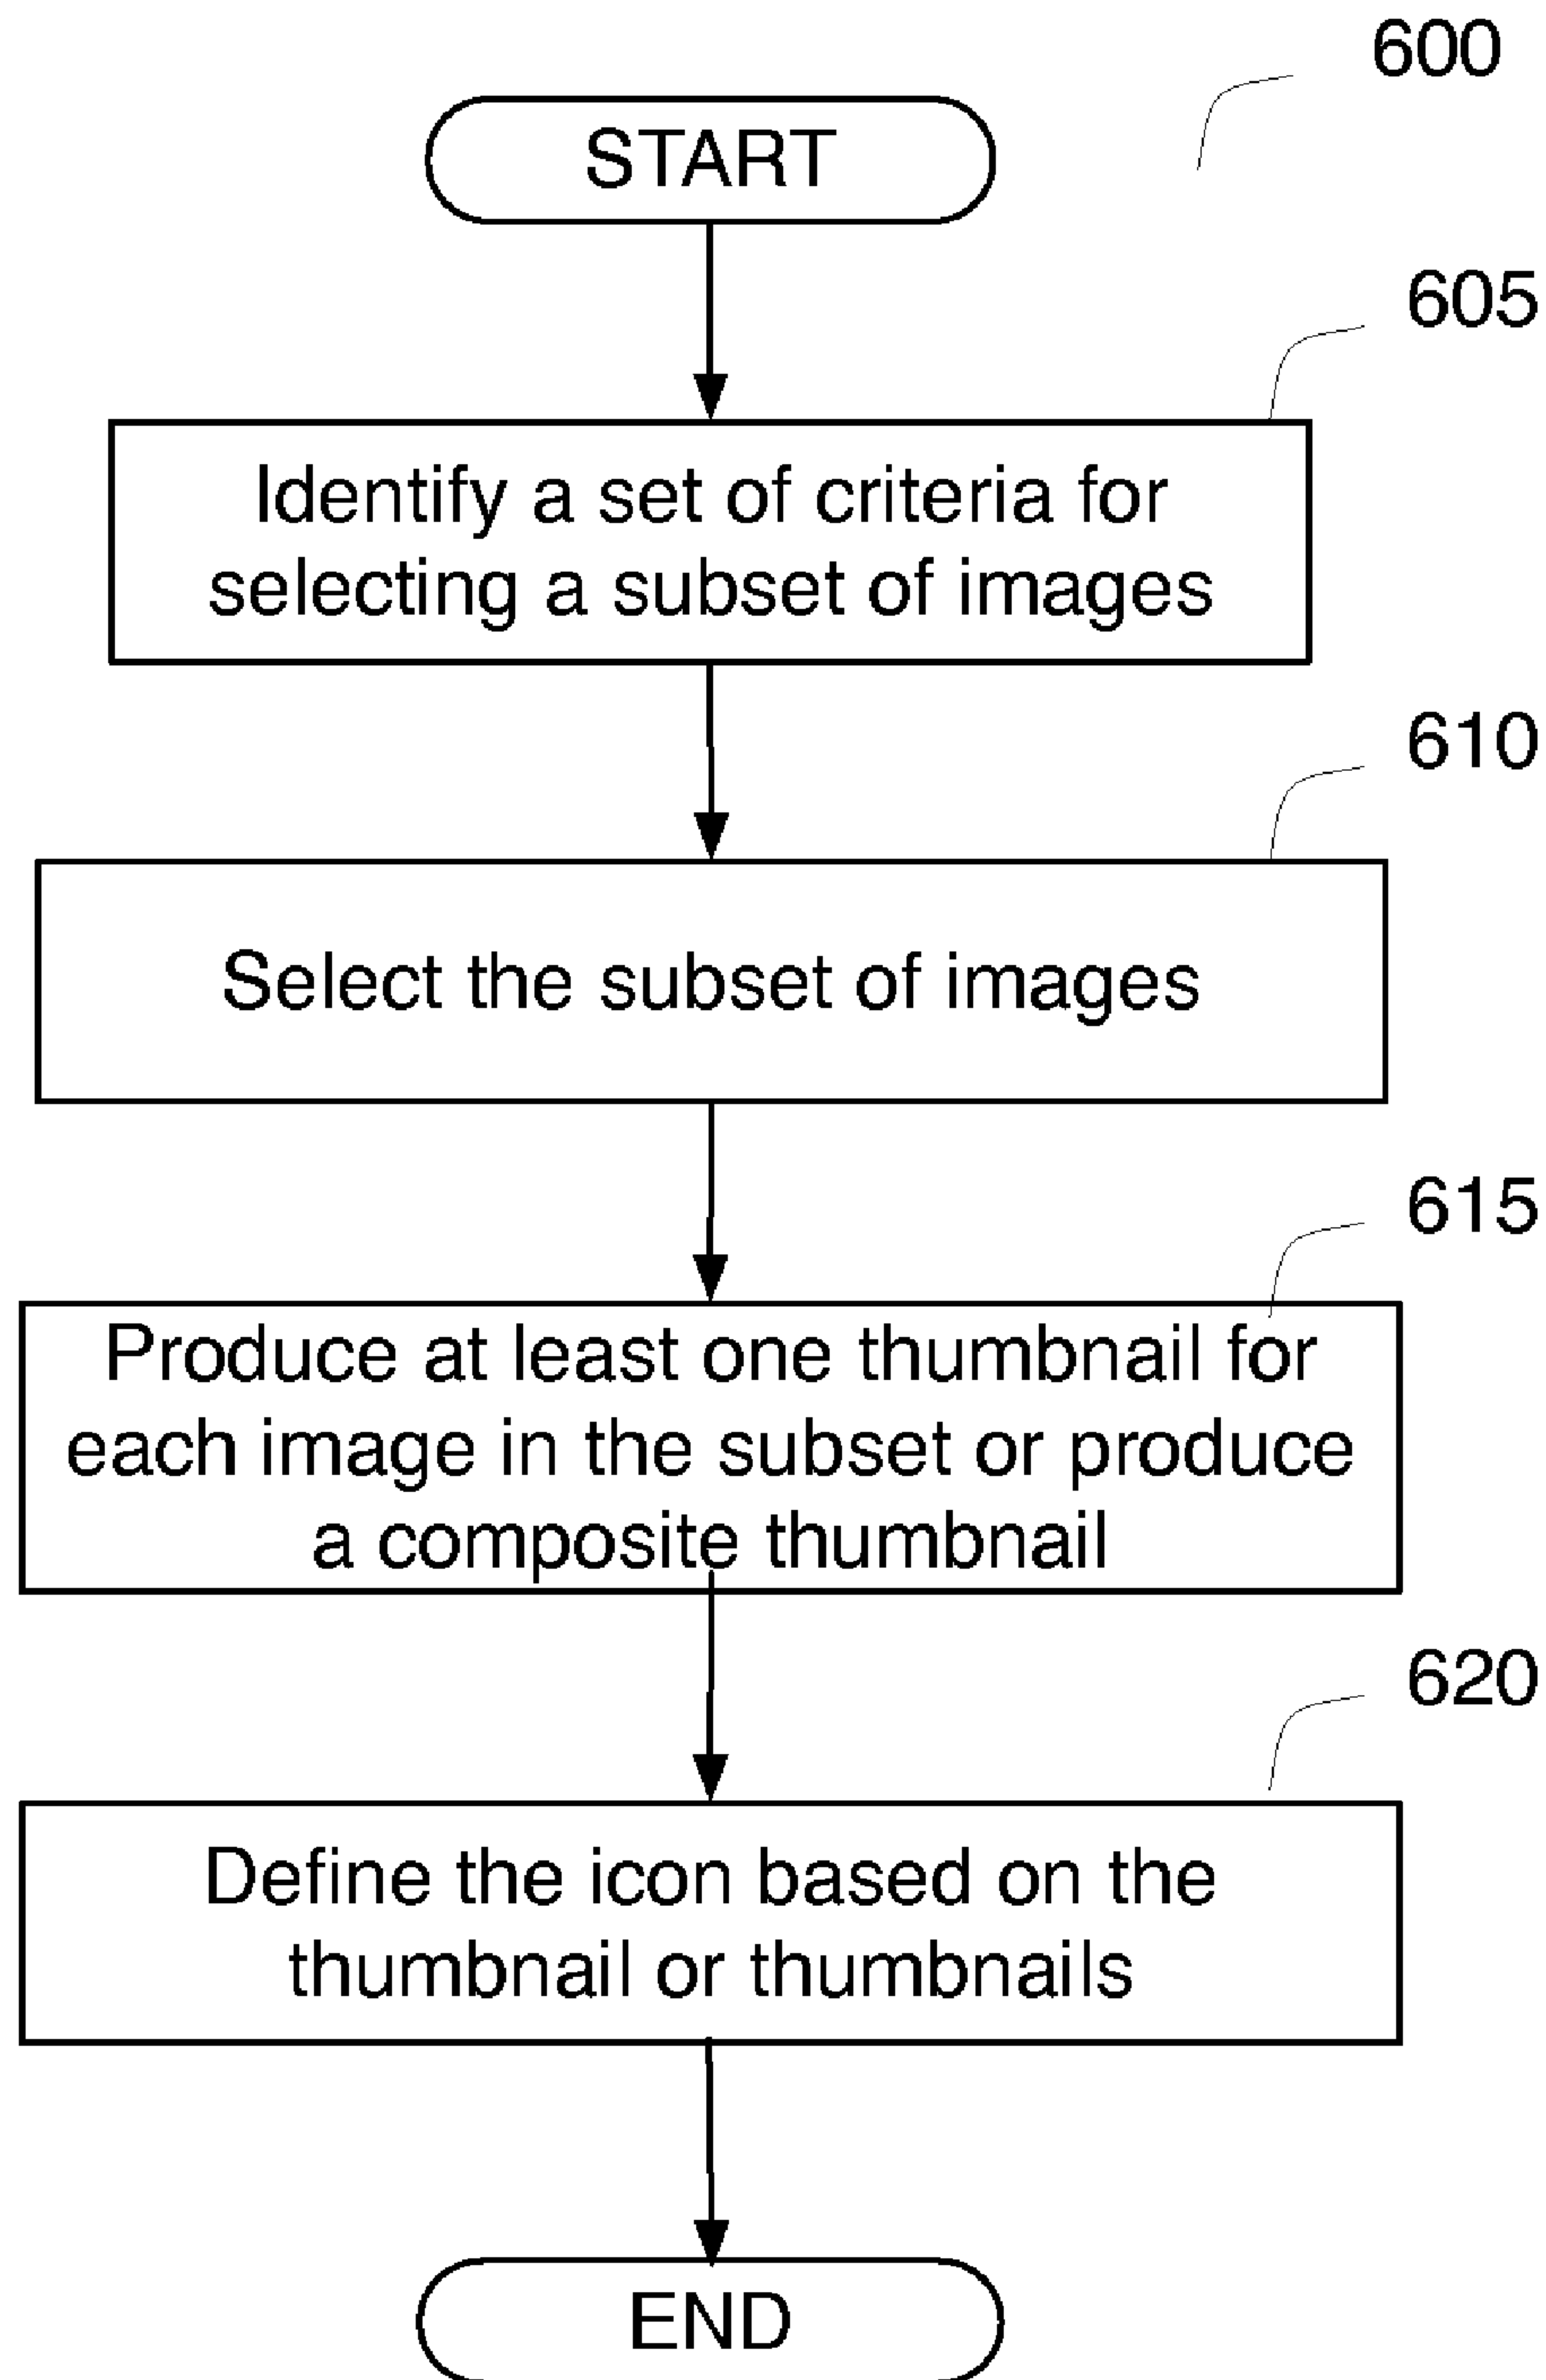 600
START
605
Identify a set of criteria for
selecting a subset of images
610
Select the subset of images
615
Produce at least one thumbnail for
each image in the subset or produce
a composite thumbnail
620
Define the icon based on the
thumbnail or thumbnails
END